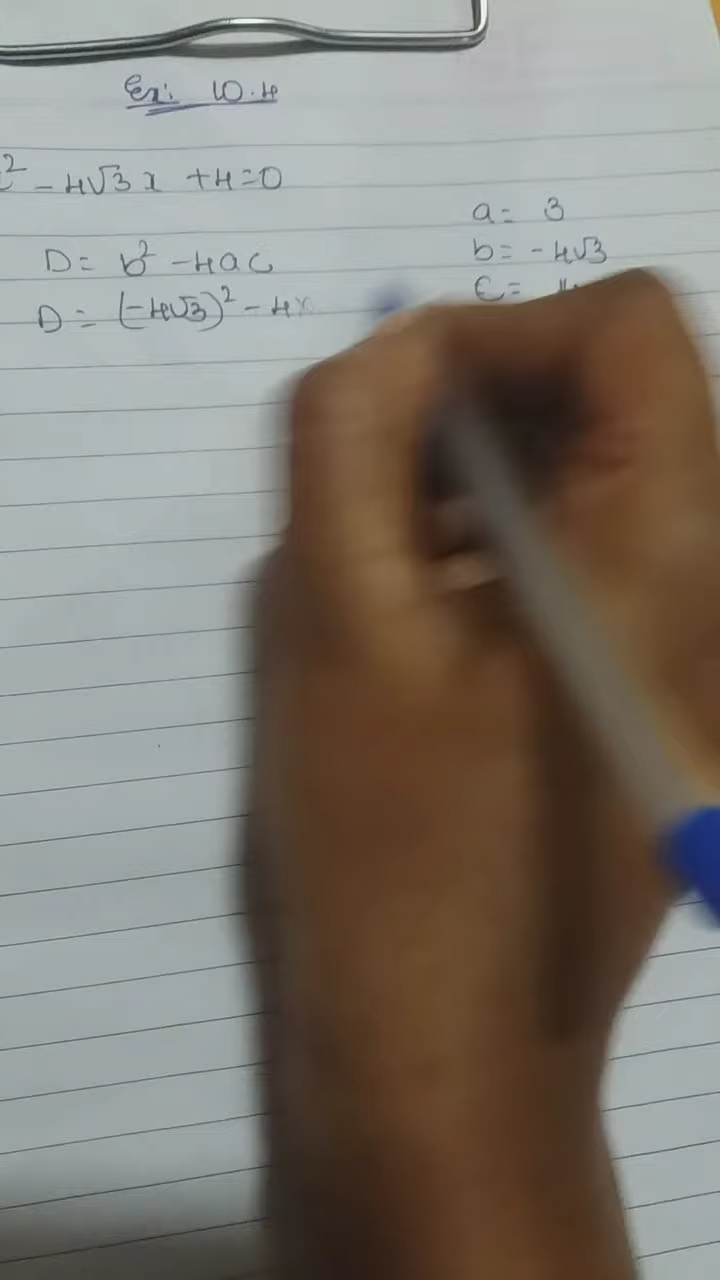 Ex: 10.4
² - 4√3 x + 4 = 0
a = 3
D = b² - 4ac
b = - 4√3
D = (-4√3)² - 4×
c =